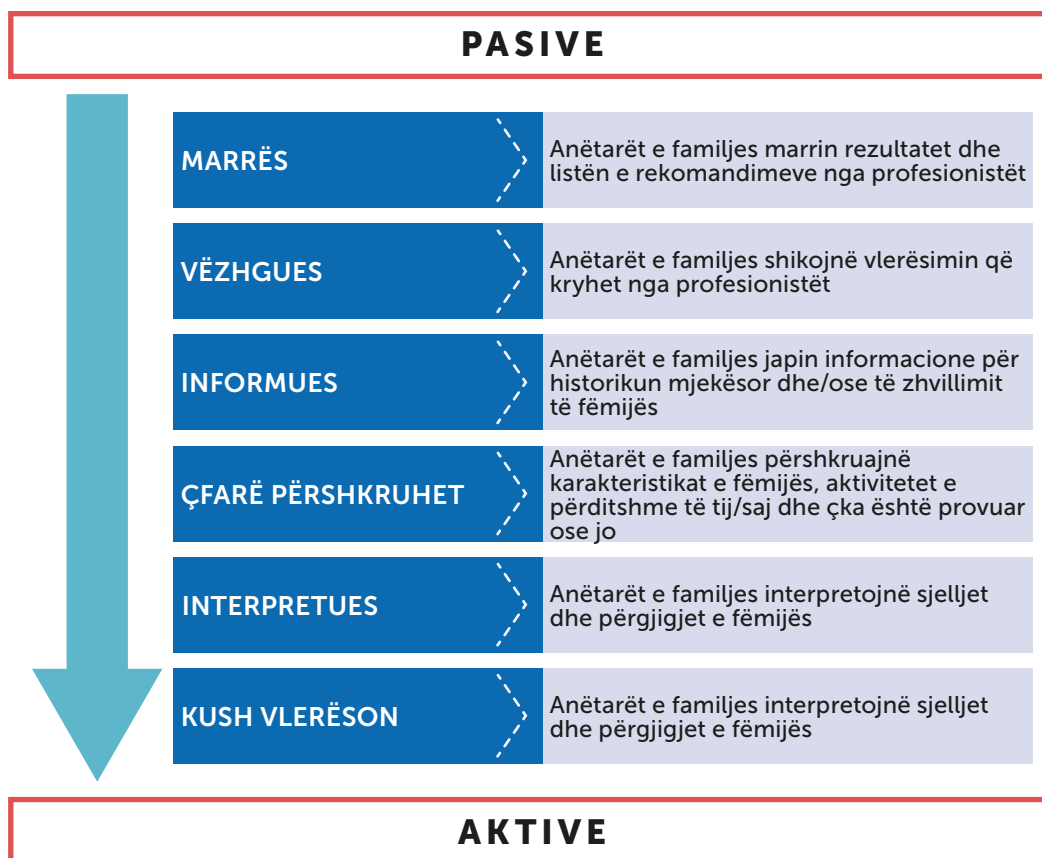 PASIVE
MARRËS
Anëtarët e familjes marrin rezultatet dhe
listën e rekomandimeve nga profesionistët
VËZHGUES
Anëtarët e familjes shikojnë vlerësimin që
kryhet nga profesionistët
INFORMUES
Anëtarët e familjes japin informacione për
historikun mjekësor dhe/ose të zhvillimit
të fëmijës
ÇFARË PËRSHKRUHET
Anëtarët e familjes përshkruajnë
karakteristikat e fëmijës, aktivitetet e
përditshme të tij/saj dhe çka është provuar
ose jo
INTERPRETUES
Anëtarët e familjes interpretojnë sjelljet
dhe përgjigjet e fëmijës
KUSH VLERËSON
Anëtarët e familjes interpretojnë sjelljet
dhe përgjigjet e fëmijës
AKTIVE